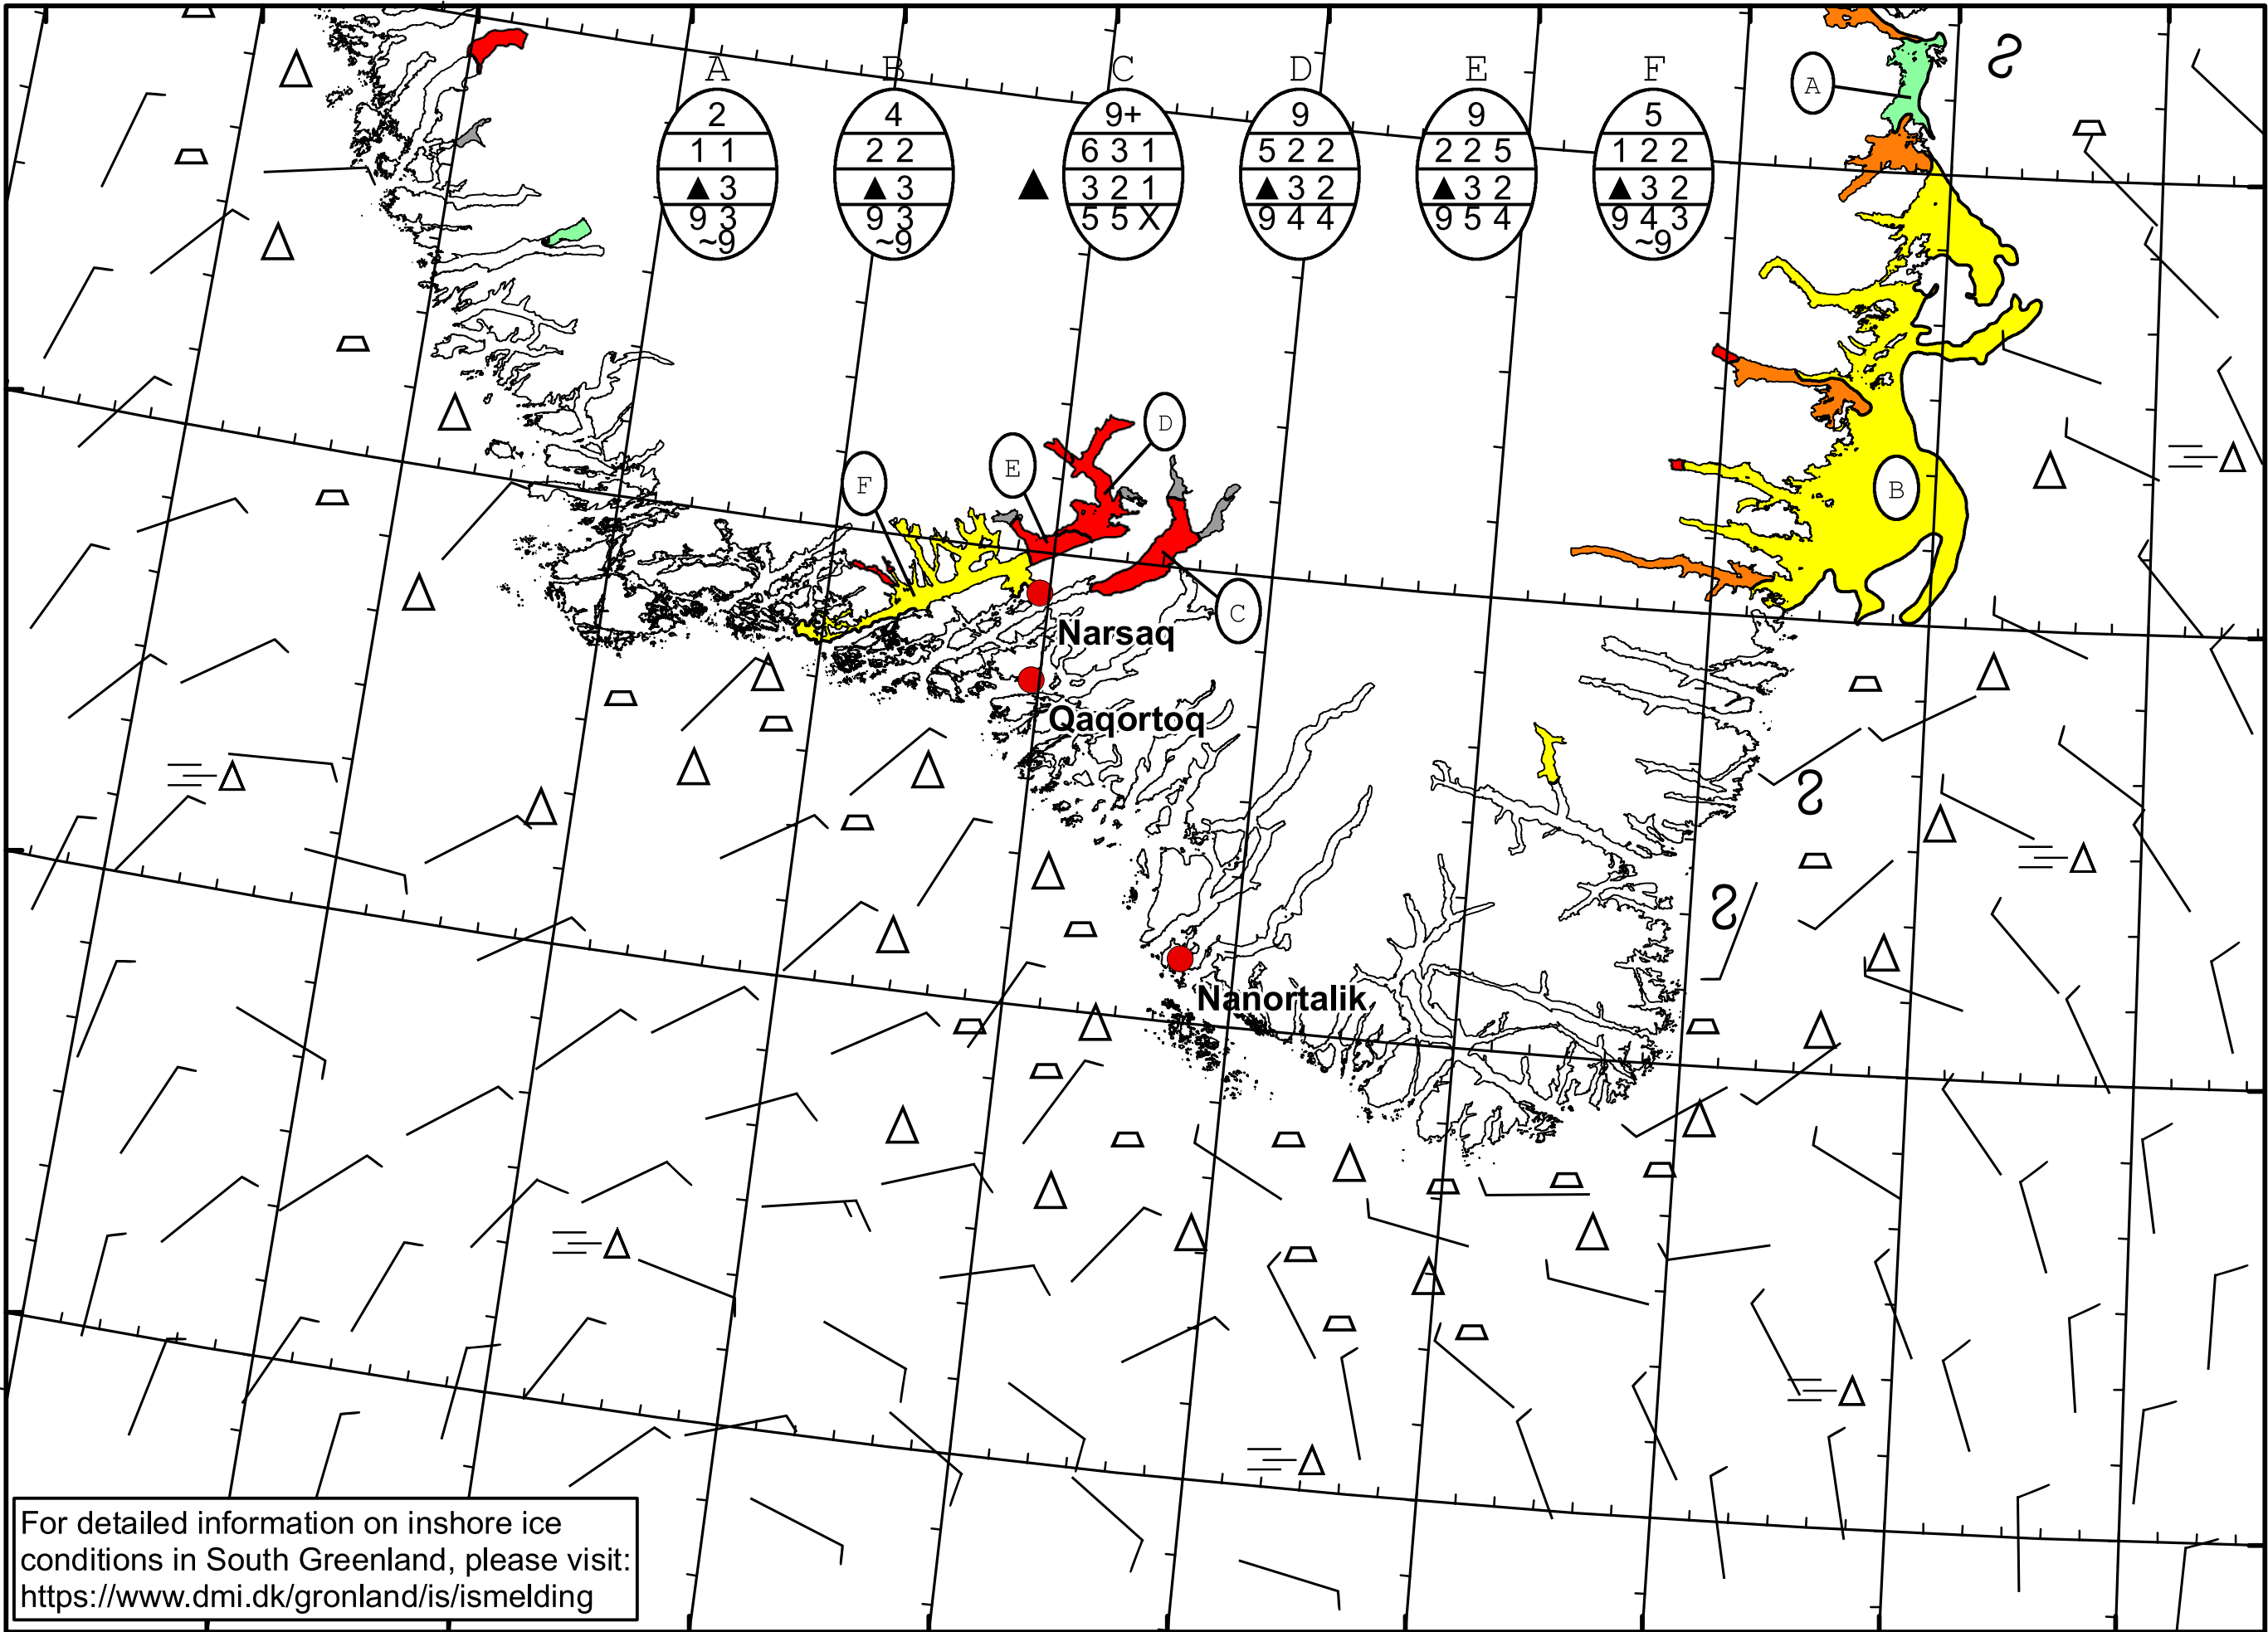 A B C D E F
2 4 9+ 9 9 5
1 1 2 2 6 3 1 5 2 2 2 2 5 1 2 2
▲ 3 ▲ 3 ▲ 3 2 1 ▲ 3 2 ▲ 3 2 ▲ 3 2
9 3 9 3 5 5 X 9 4 4 9 5 4 9 4 3
~9 ~9 ~9
A
D
E
F
B
C
Narsaq
Qaqortoq
Nanortalik
For detailed information on inshore ice
conditions in South Greenland, please visit:
https://www.dmi.dk/gronland/is/ismelding